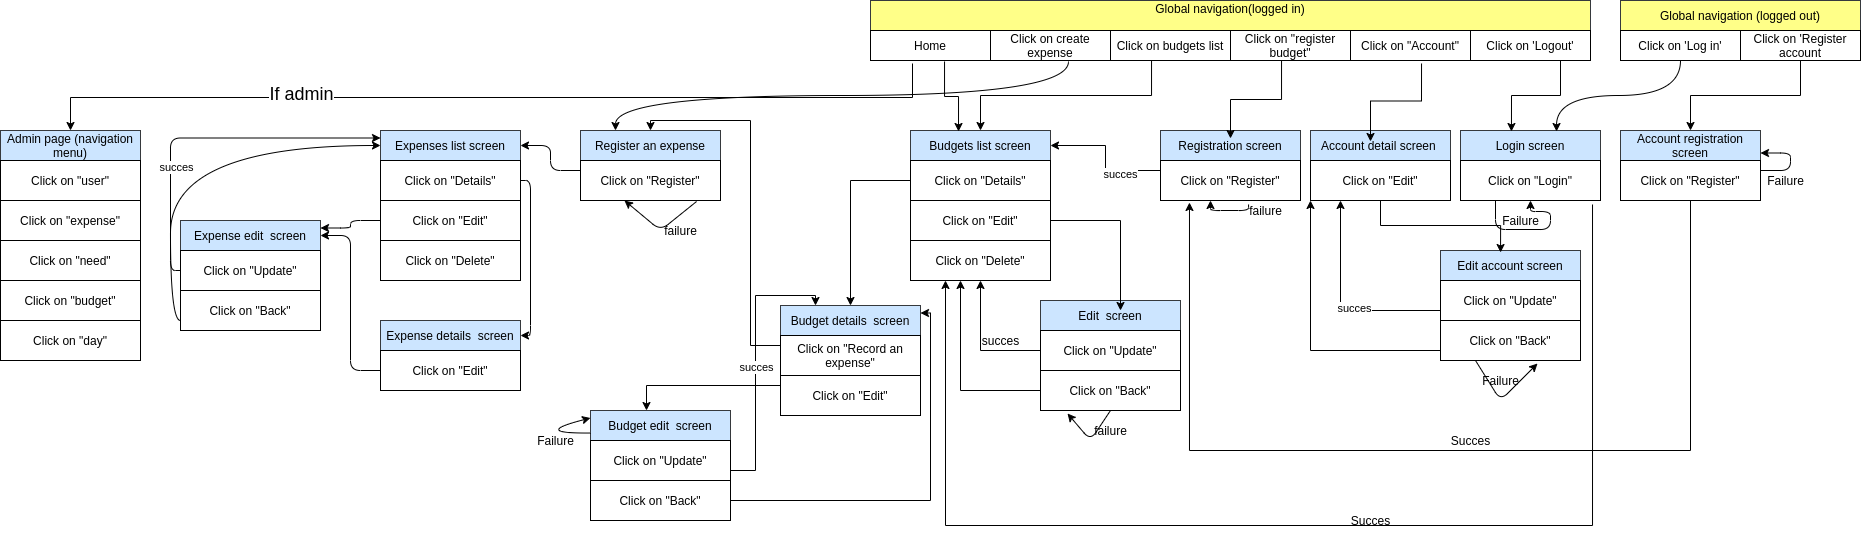 Global navigation(logged in)
Home
Click on create
expense
Click on budgets list
Click on "register
budget"
Click on "Account"
Click on 'Logout'
Global navigation (logged out)
Click on 'Log in'
Click on 'Register
account
If admin
Admin page (navigation
menu)
Click on "user"
Click on "expense"
Click on "need"
Click on "budget"
Click on "day"
succes
Expense edit  screen
Click on "Update"
Click on "Back"
Expenses list screen
Click on "Details"
Click on "Edit"
Click on "Delete"
Expense details  screen
Click on "Edit"
Register an expense
Click on "Register"
failure
Budgets list screen
Click on "Details"
Click on "Edit"
Click on "Delete"
succes
Registration screen
Click on "Register"
failure
Account detail screen
Click on "Edit"
Login screen
Click on "Login"
Failure
Account registration
screen
Click on "Register"
Failure
Edit account screen
Click on "Update"
Click on "Back"
succes
Failure
Budget details  screen
Click on "Record an
expense"
Click on "Edit"
succes
Edit  screen
Click on "Update"
Click on "Back"
succes
failure
Budget edit  screen
Click on "Update"
Click on "Back"
Failure
Succes
Succes